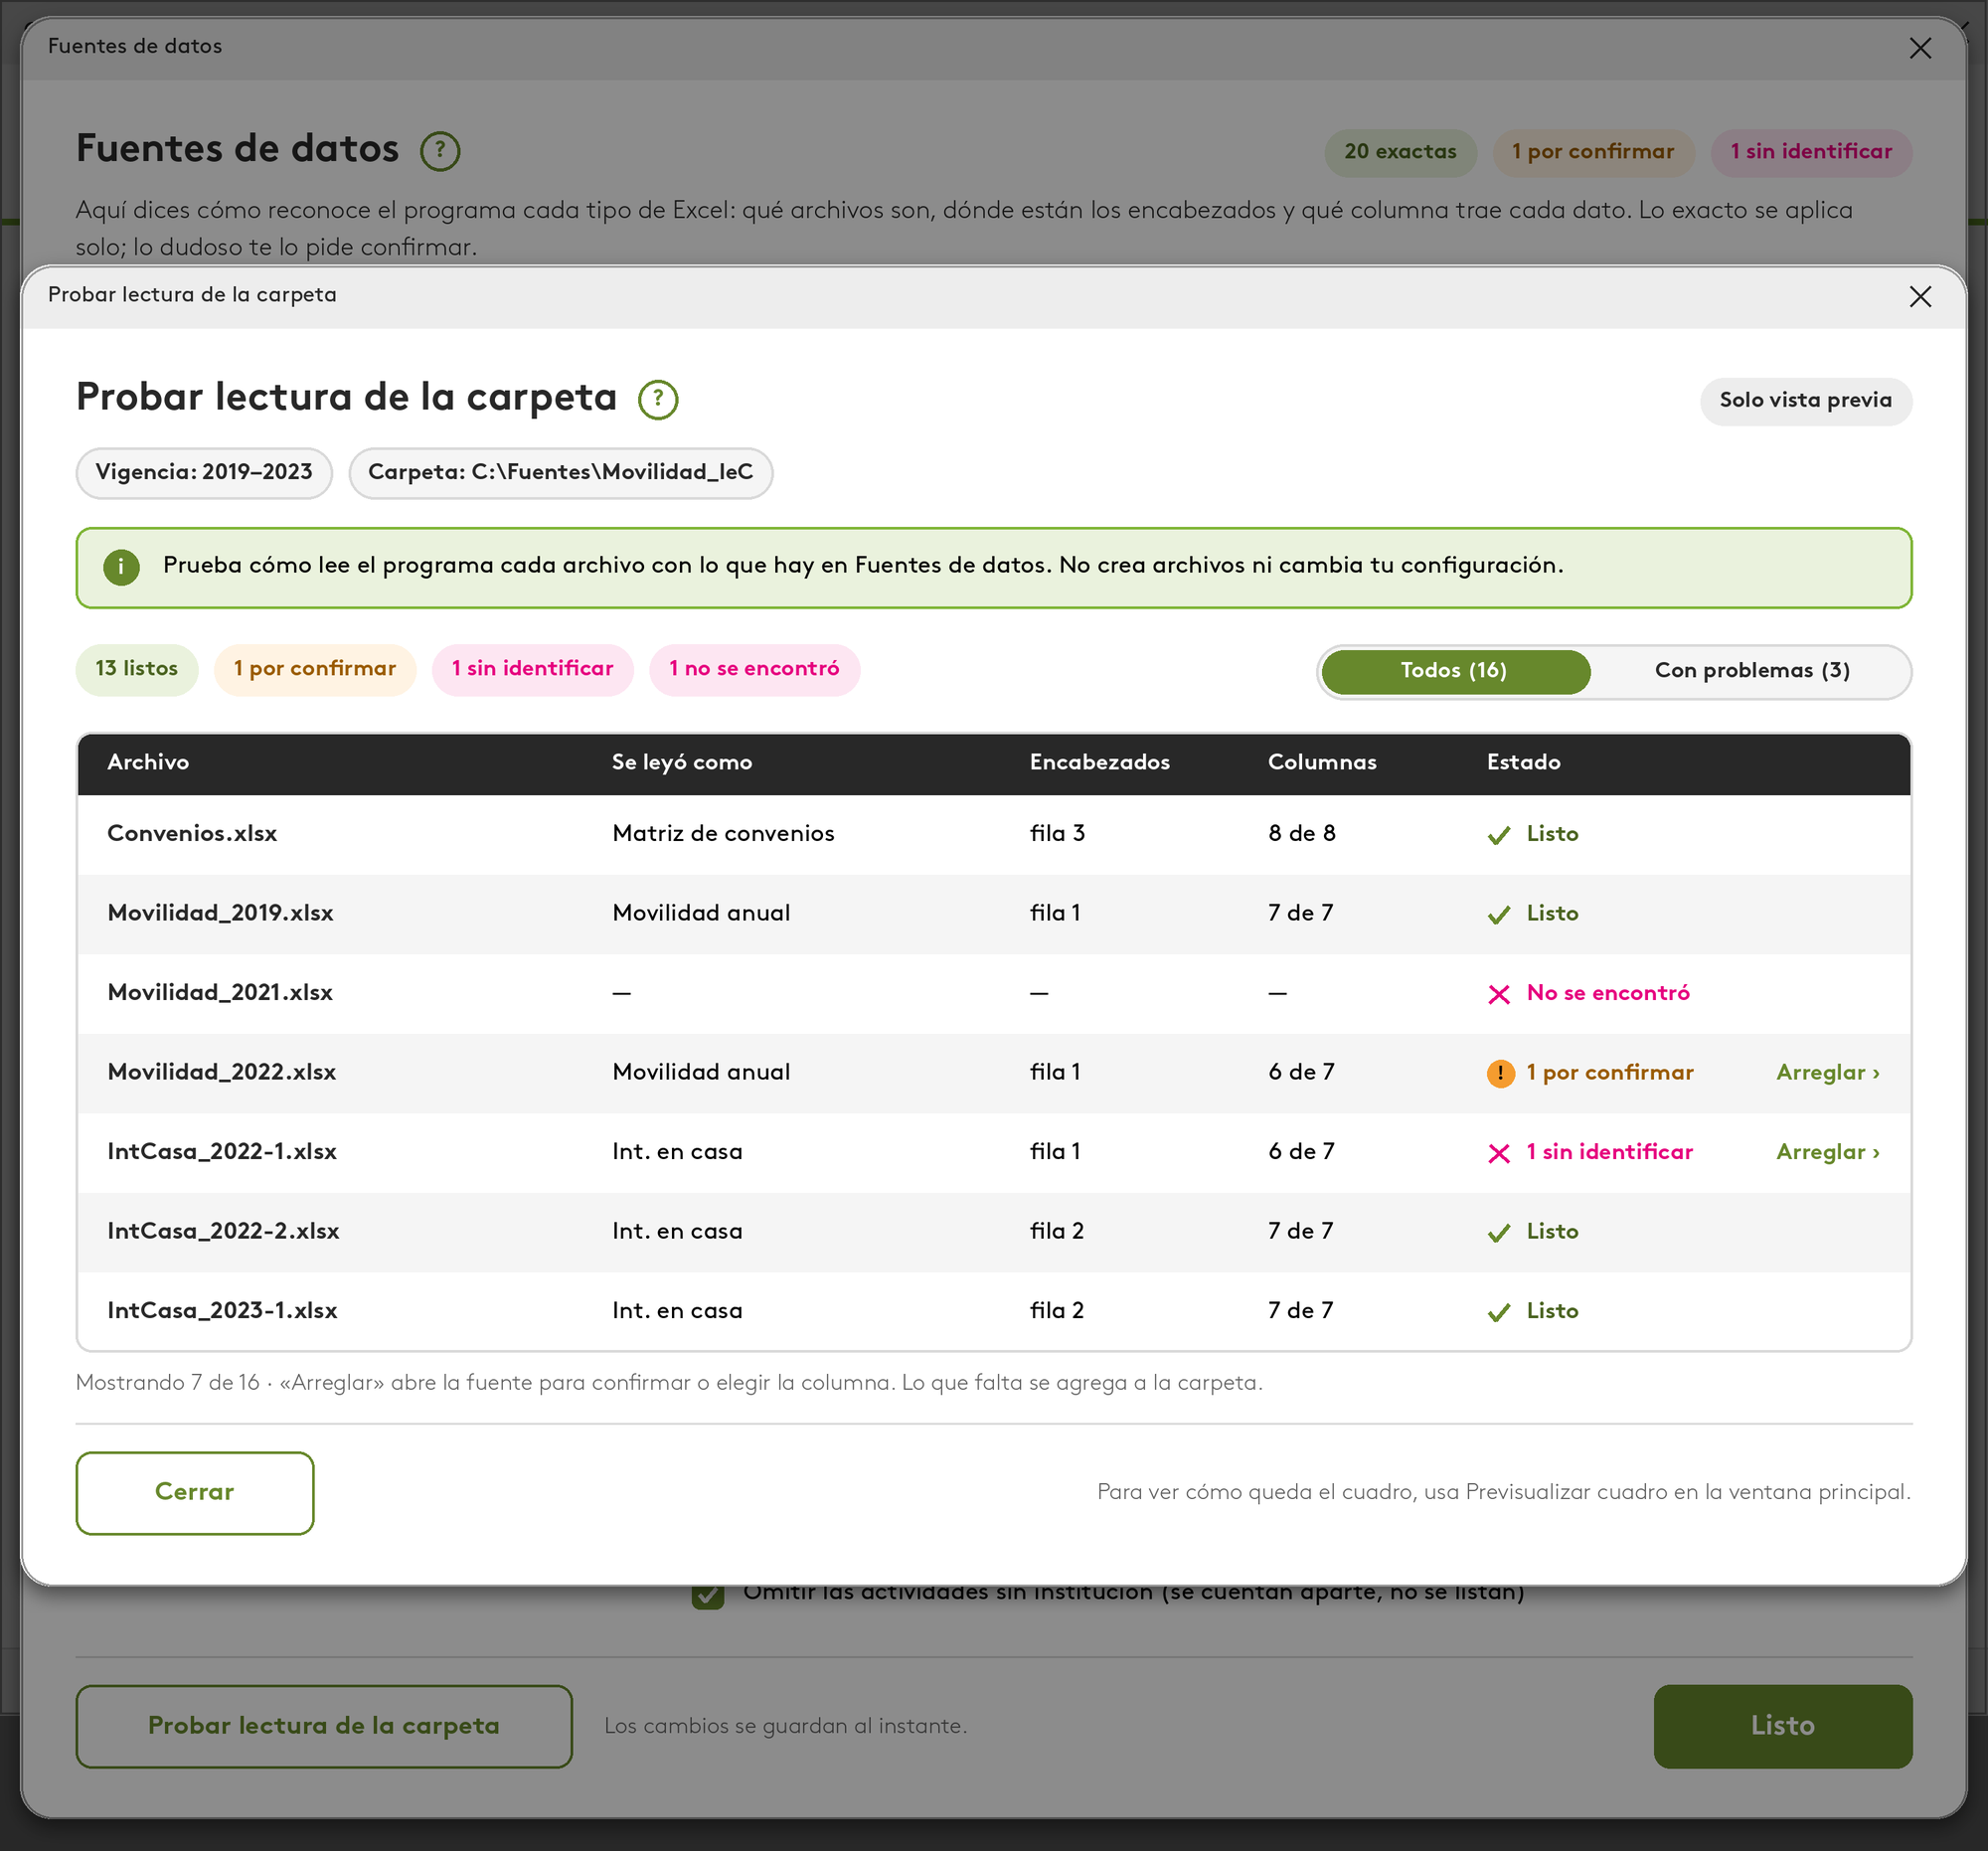 Fuentes de datos
Fuentes de datos ?
20 exactas 1 por confirmar 1 sin identificar
Aquí dices cómo reconoce el programa cada tipo de Excel: qué archivos son, dónde están los encabezados y qué columna trae cada dato. Lo exacto se aplica
solo; lo dudoso te lo pide confirmar.
Probar lectura de la carpeta
Probar lectura de la carpeta ?
Solo vista previa
Vigencia: 2019–2023 Carpeta: C:\Fuentes\Movilidad_IeC
i Prueba cómo lee el programa cada archivo con lo que hay en Fuentes de datos. No crea archivos ni cambia tu configuración.
13 listos 1 por confirmar 1 sin identificar 1 no se encontró
Todos (16) Con problemas (3)
Archivo Se leyó como Encabezados Columnas Estado
Convenios.xlsx Matriz de convenios fila 3 8 de 8 Listo
Movilidad_2019.xlsx Movilidad anual fila 1 7 de 7 Listo
Movilidad_2021.xlsx — — — No se encontró
Movilidad_2022.xlsx Movilidad anual fila 1 6 de 7 ! 1 por confirmar Arreglar ›
IntCasa_2022-1.xlsx Int. en casa fila 1 6 de 7 1 sin identificar Arreglar ›
IntCasa_2022-2.xlsx Int. en casa fila 2 7 de 7 Listo
IntCasa_2023-1.xlsx Int. en casa fila 2 7 de 7 Listo
Mostrando 7 de 16 · «Arreglar» abre la fuente para confirmar o elegir la columna. Lo que falta se agrega a la carpeta.
Cerrar
Para ver cómo queda el cuadro, usa Previsualizar cuadro en la ventana principal.
Omitir las actividades sin institución (se cuentan aparte, no se listan)
Probar lectura de la carpeta
Los cambios se guardan al instante.
Listo